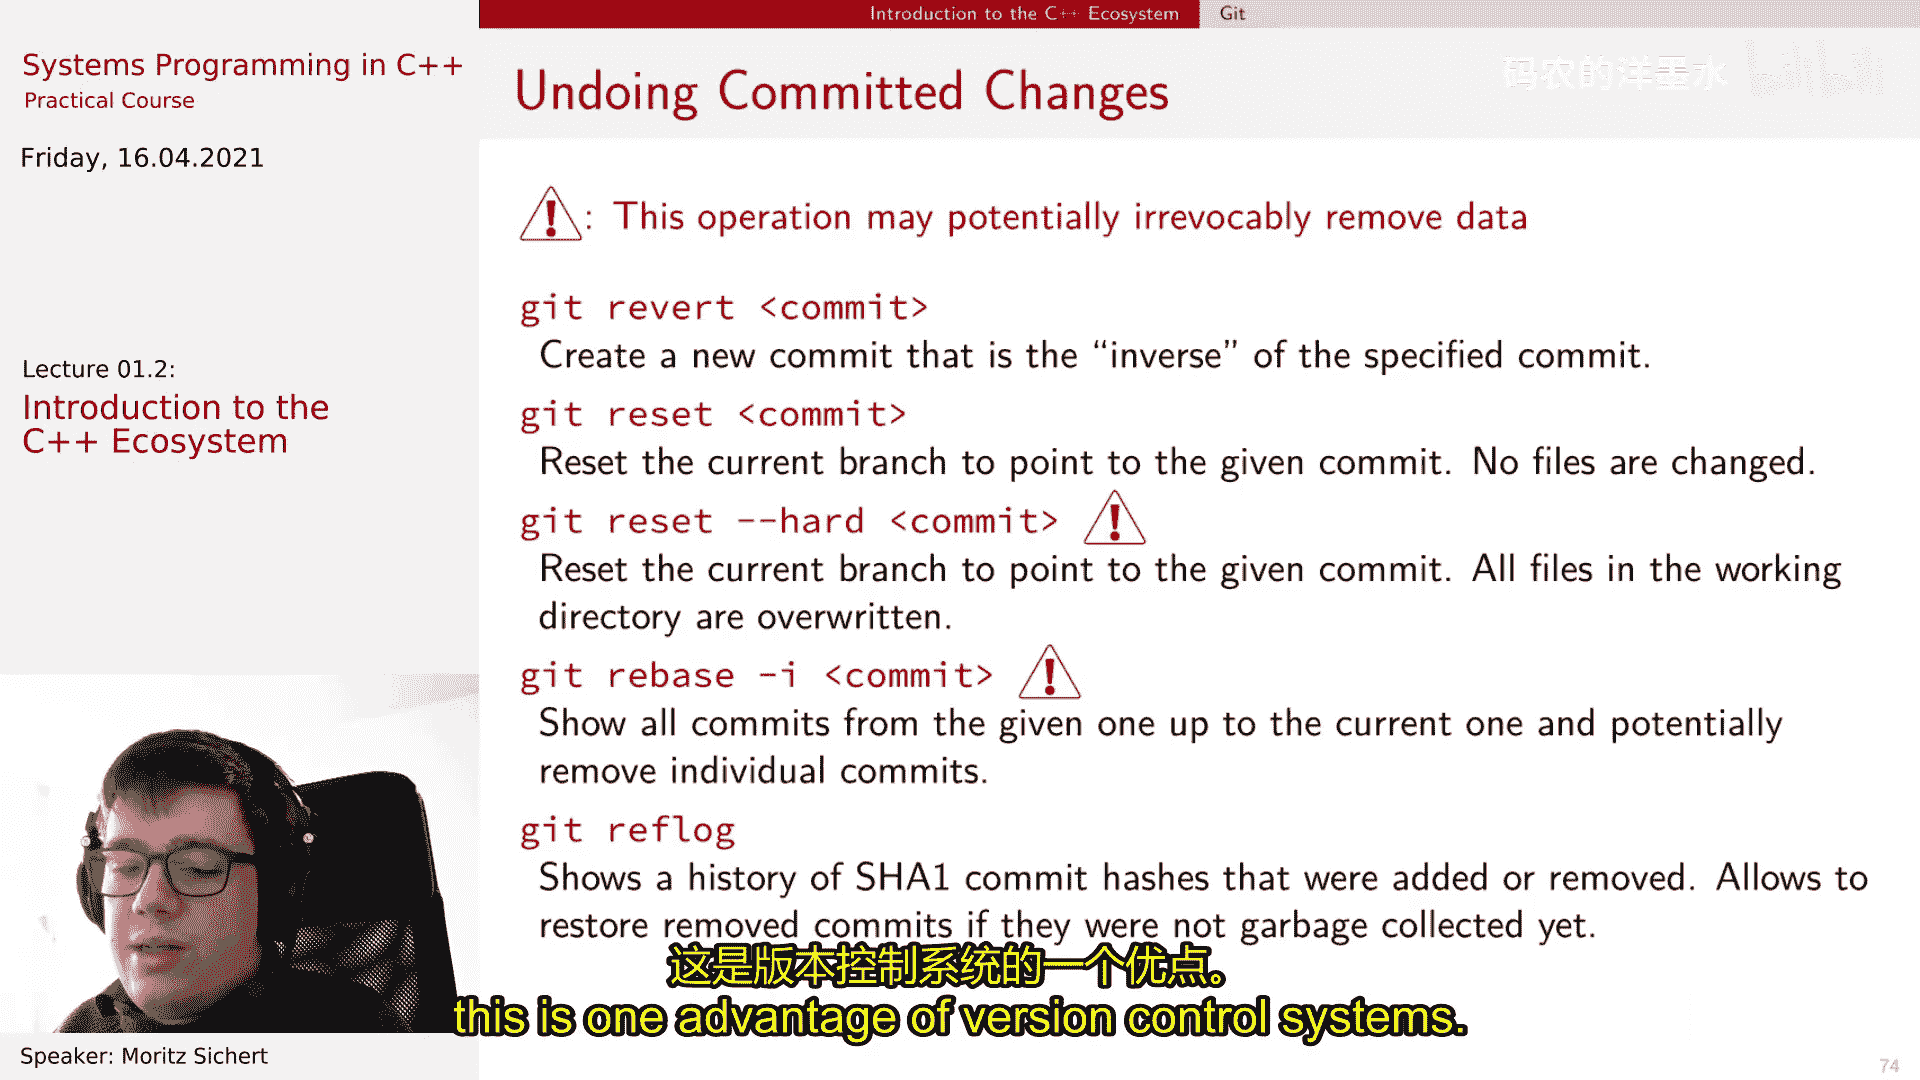 Introduction to the C++ Ecosystem Git
Systems Programming in C++
Practical Course
Friday, 16.04.2021
Lecture 01.2:
Introduction to the
C++ Ecosystem
Speaker: Moritz Sichert
Undoing Committed Changes
码农的洋墨水 bilibili
: This operation may potentially irrevocably remove data
git revert <commit>
Create a new commit that is the “inverse” of the specified commit.
git reset <commit>
Reset the current branch to point to the given commit. No files are changed.
git reset --hard <commit>
Reset the current branch to point to the given commit. All files in the working
directory are overwritten.
git rebase -i <commit>
Show all commits from the given one up to the current one and potentially
remove individual commits.
git reflog
Shows a history of SHA1 commit hashes that were added or removed. Allows to
restore removed commits if they were not garbage collected yet.
这是版本控制系统的一个优点。
this is one advantage of version control systems.
74